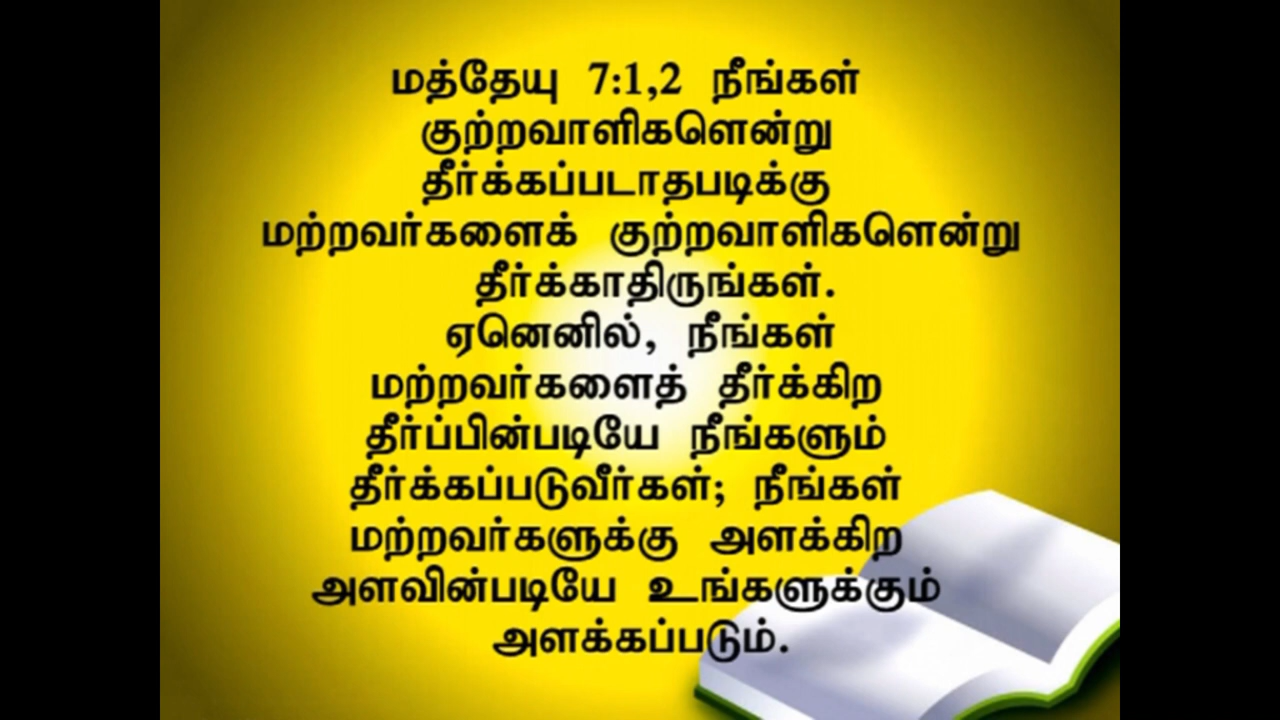 மத்தேயு 7:1,2 நீங்கள்
குற்றவாளிகளென்று
தீர்க்கப்படாதபடிக்கு
மற்றவர்களைக் குற்றவாளிகளென்று
தீர்க்காதிருங்கள்.
ஏனெனில், நீங்கள்
மற்றவர்களைத் தீர்க்கிற
தீர்ப்பின்படியே நீங்களும்
தீர்க்கப்படுவீர்கள்; நீங்கள்
மற்றவர்களுக்கு அளக்கிற
அளவின்படியே உங்களுக்கும்
அளக்கப்படும்.